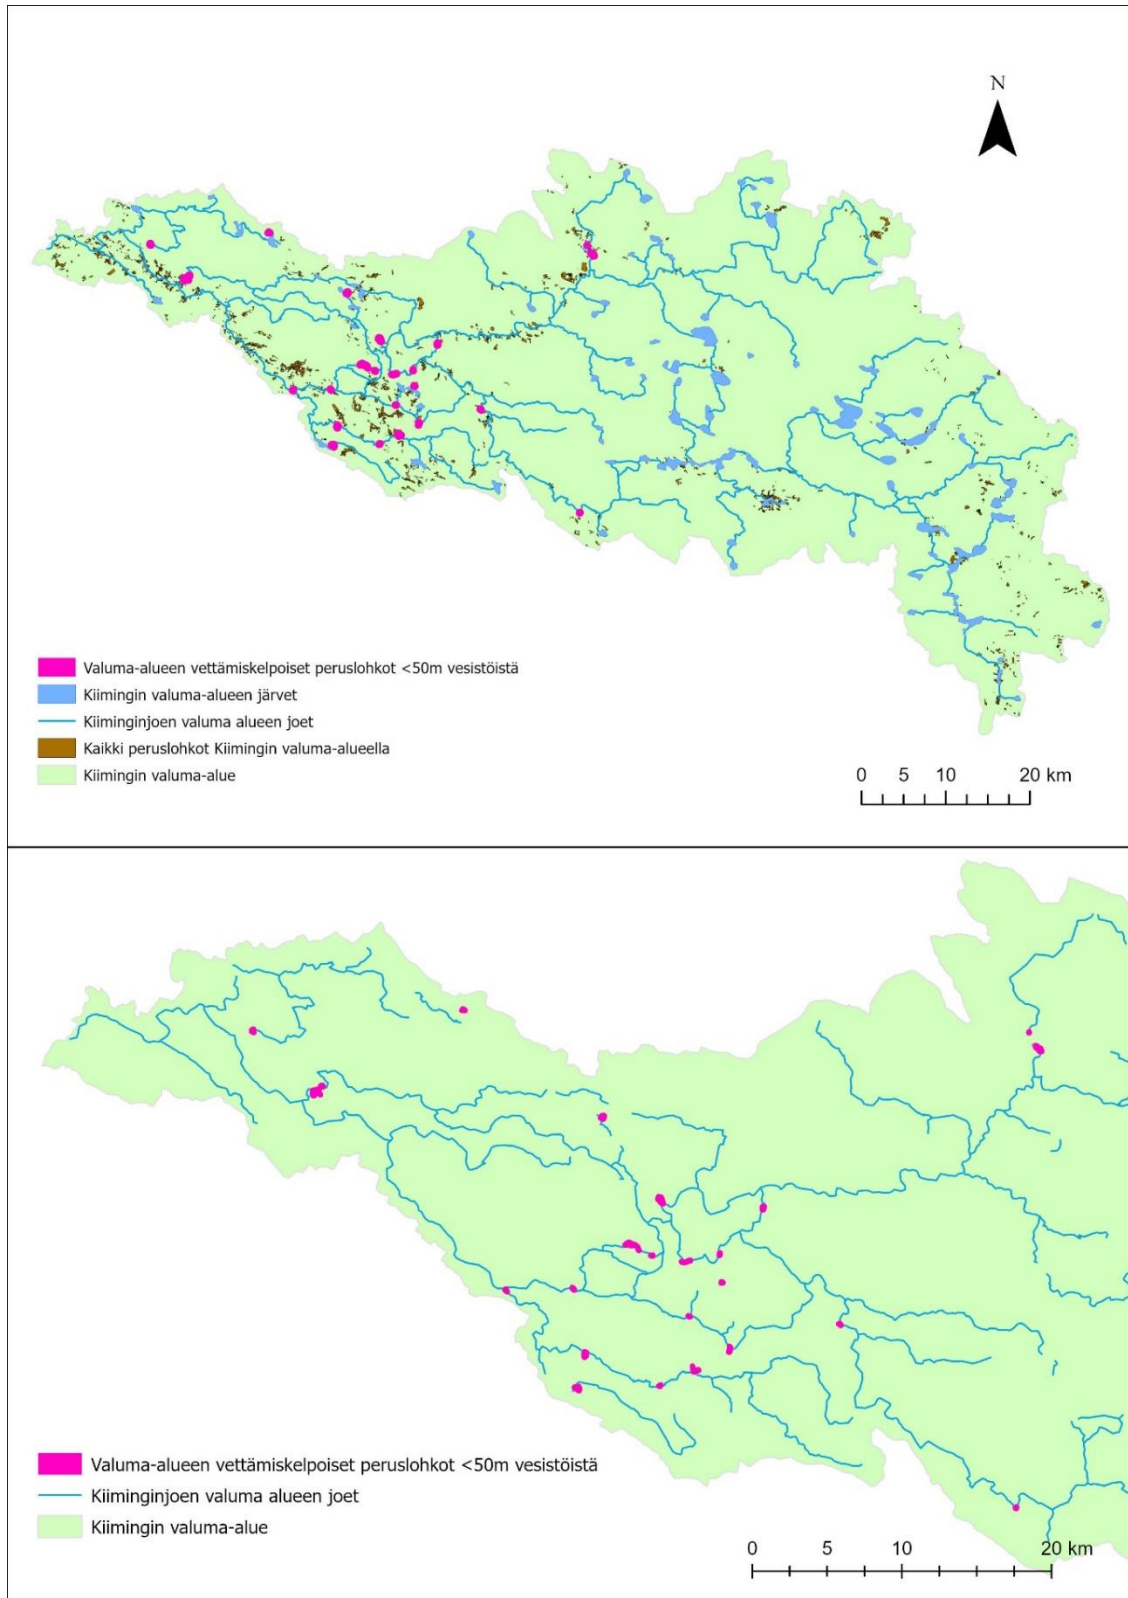 N
Valuma-alueen vettämiskelpoiset peruslohkot <50m vesistöistä
Kiimingin valuma-alueen järvet
Kiiminginjoen valuma alueen joet
Kaikki peruslohkot Kiimingin valuma-alueella
Kiimingin valuma-alue
0 5 10 20 km
Valuma-alueen vettämiskelpoiset peruslohkot <50m vesistöistä
Kiiminginjoen valuma alueen joet
Kiimingin valuma-alue
0 5 10 20 km